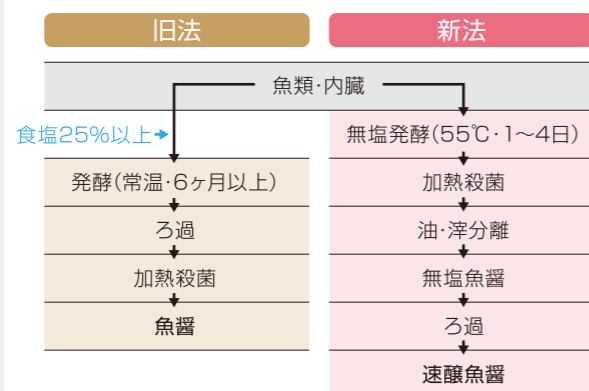 旧法
新法
魚類・内臓
食塩25%以上
無塩発酵(55℃・1〜4日)
発酵(常温・6ヶ月以上)
加熱殺菌
ろ過
油・滓分離
加熱殺菌
無塩魚醤
魚醤
ろ過
速醸魚醤